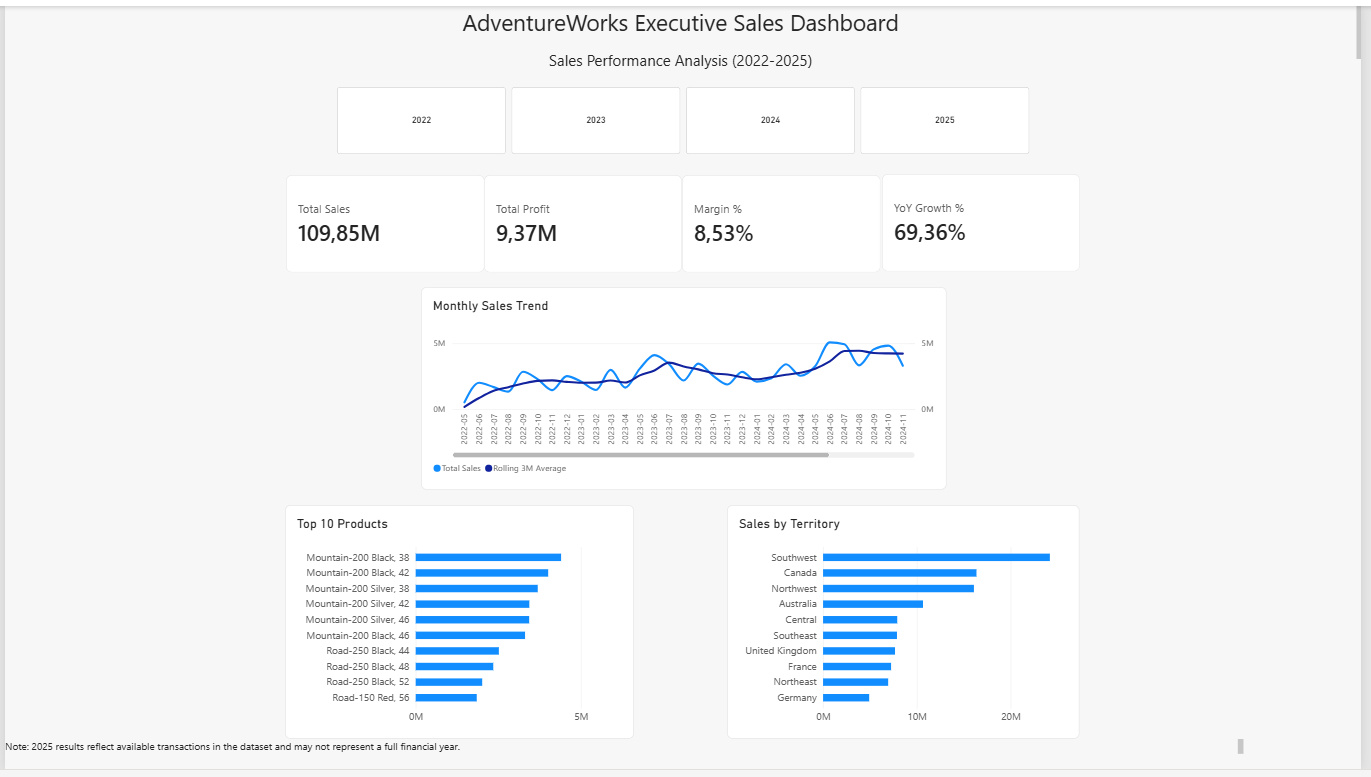 AdventureWorks Executive Sales Dashboard
Sales Performance Analysis (2022-2025)
2022
2023
2024
2025
Total Sales
109,85M
Total Profit
9,37M
Margin %
8,53%
YoY Growth %
69,36%
Monthly Sales Trend
5M
5M
0M
0M
2022-05
2022-06
2022-07
2022-08
2022-09
2022-10
2022-11
2022-12
2023-01
2023-02
2023-03
2023-04
2023-05
2023-06
2023-07
2023-08
2023-09
2023-10
2023-11
2023-12
2024-01
2024-02
2024-03
2024-04
2024-05
2024-06
2024-07
2024-08
2024-09
2024-10
2024-11
Total Sales
Rolling 3M Average
Top 10 Products
Mountain-200 Black, 38
Mountain-200 Black, 42
Mountain-200 Silver, 38
Mountain-200 Silver, 42
Mountain-200 Silver, 46
Mountain-200 Black, 46
Road-250 Black, 44
Road-250 Black, 48
Road-250 Black, 52
Road-150 Red, 56
0M
5M
Sales by Territory
Southwest
Canada
Northwest
Australia
Central
Southeast
United Kingdom
France
Northeast
Germany
0M
10M
20M
Note: 2025 results reflect available transactions in the dataset and may not represent a full financial year.